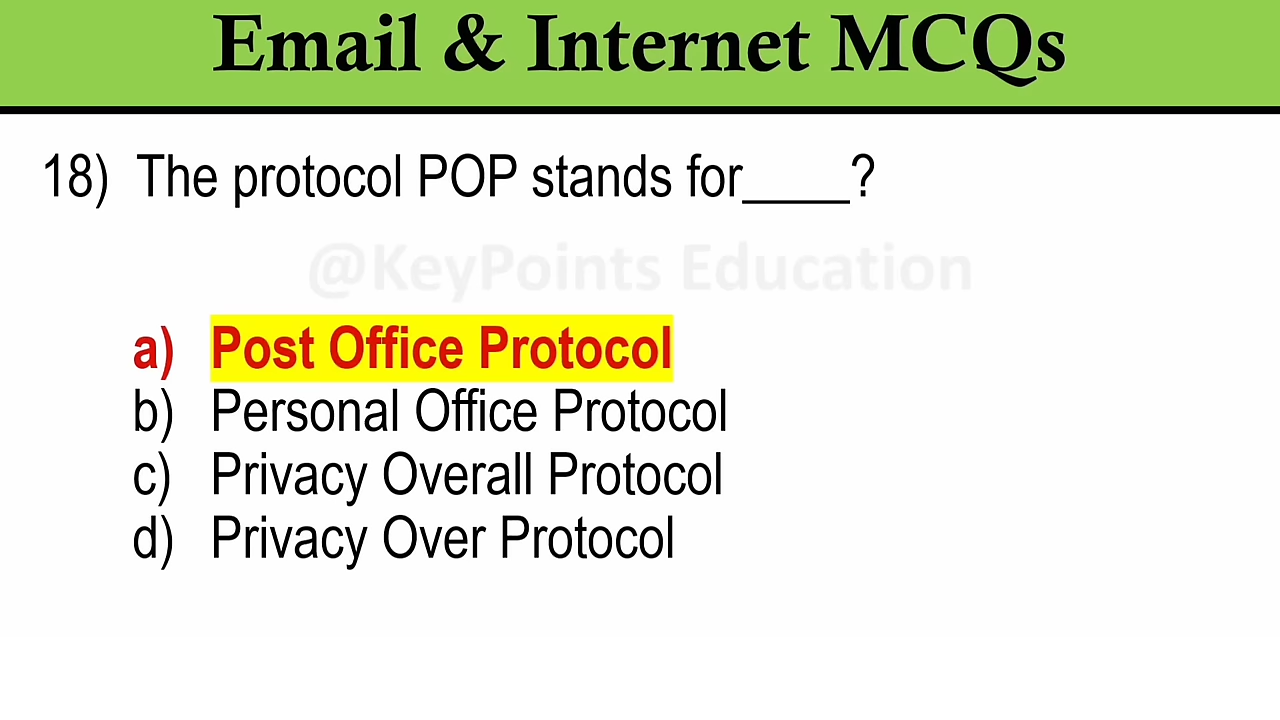 Email & Internet MCQs
18) The protocol POP stands for____?
@KeyPoints Education
a) Post Office Protocol
b) Personal Office Protocol
c) Privacy Overall Protocol
d) Privacy Over Protocol